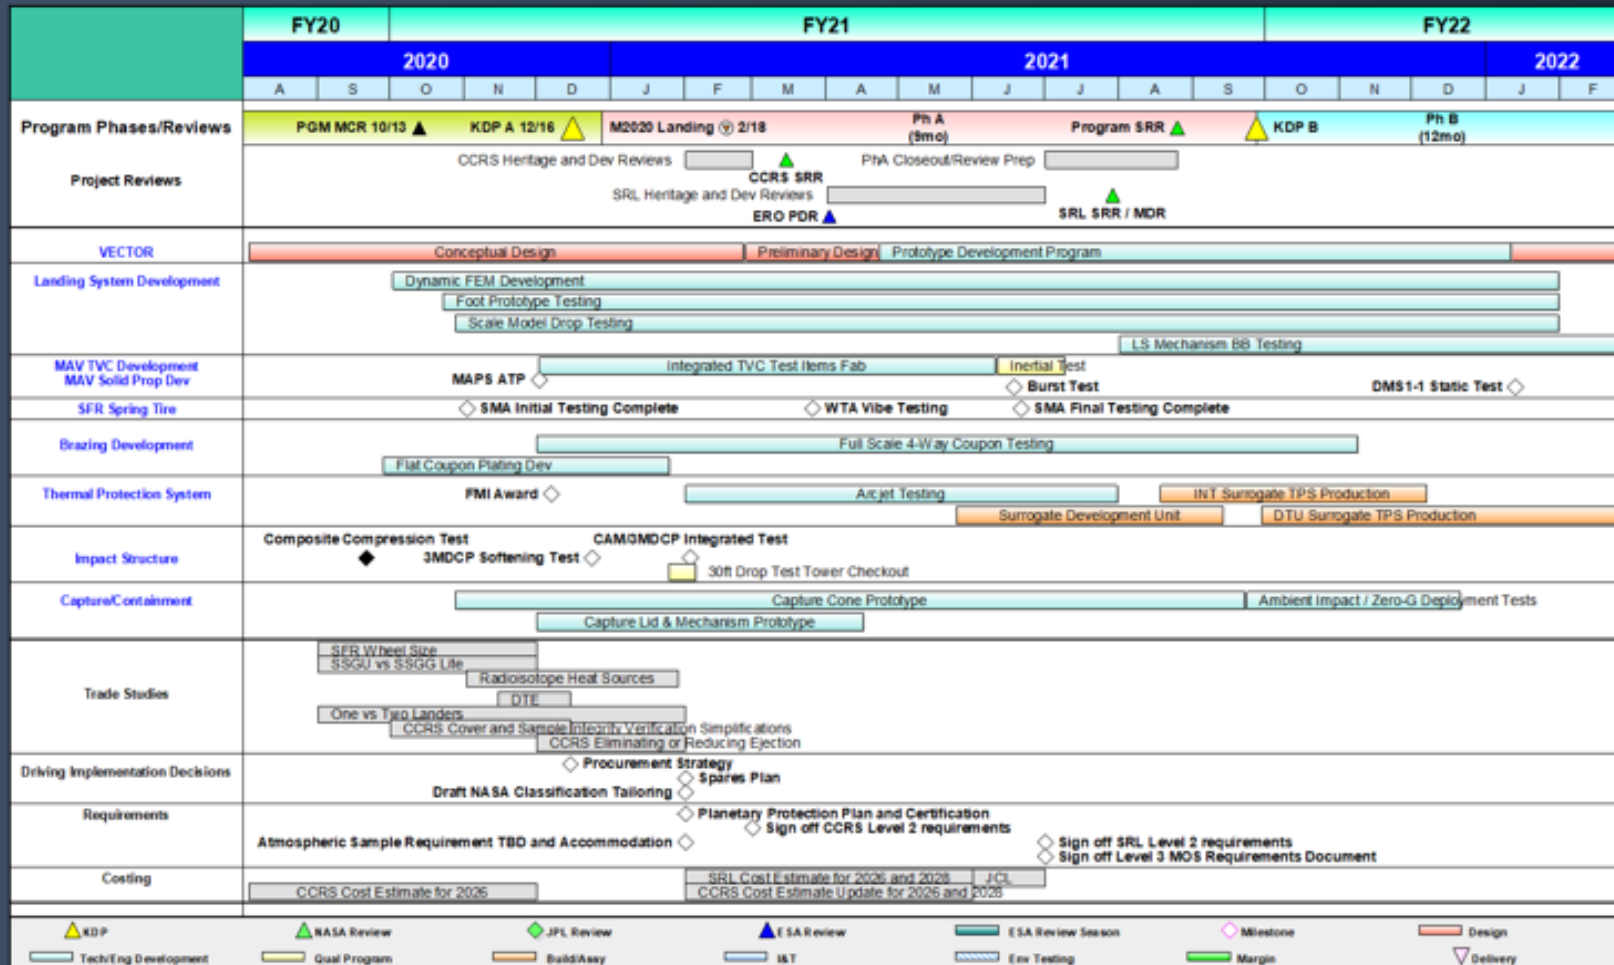 FY20 FY21 FY22
2020 2021 2022
A S O N D J F M A M J J A S O N D J F
Program Phases/Reviews PGM MCR 10/13 KDP A 12/16 M2020 Landing 2/18 Ph A (9mo) Program SRR KDP B Ph B (12mo)
Project Reviews
CCRS Heritage and Dev Reviews PhA Closeout/Review Prep
CCRS SRR
SRL Heritage and Dev Reviews
ERO PDR SRL SRR / MDR
VECTOR Conceptual Design Preliminary Design Prototype Development Program
Landing System Development Dynamic FEM Development
Foot Prototype Testing
Scale Model Drop Testing
LS Mechanism BB Testing
MAV TVC Development Integrated TVC Test Items Fab Inertial Test
MAV Solid Prop Dev MAPS ATP Burst Test DMS1-1 Static Test
SFR Spring Tire SMA Initial Testing Complete WTA Vibe Testing SMA Final Testing Complete
Brazing Development Full Scale 4-Way Coupon Testing
Flat Coupon Plating Dev
Thermal Protection System FMI Award Arcjet Testing INT Surrogate TPS Production
Surrogate Development Unit DTU Surrogate TPS Production
Composite Compression Test CAM/3MDCP Integrated Test
Impact Structure 3MDCP Softening Test
30ft Drop Test Tower Checkout
Capture/Containment Capture Cone Prototype Ambient Impact / Zero-G Deployment Tests
Capture Lid & Mechanism Prototype
Trade Studies
SFR Wheel Size
SSGU vs SSGG Lite
Radioisotope Heat Sources
DTE
One vs Two Landers
CCRS Cover and Sample Integrity Verification Simplifications
CCRS Eliminating or Reducing Ejection
Driving Implementation Decisions
Procurement Strategy
Spares Plan
Draft NASA Classification Tailoring
Requirements Planetary Protection Plan and Certification
Sign off CCRS Level 2 requirements
Atmospheric Sample Requirement TBD and Accommodation Sign off SRL Level 2 requirements
Sign off Level 3 MOS Requirements Document
Costing SRL Cost Estimate for 2026 and 2028 JCL
CCRS Cost Estimate for 2026 CCRS Cost Estimate Update for 2026 and 2028
KDP NASA Review JPL Review ESA Review ESA Review Season Milestone Design
Tech/Eng Development Qual Program Build/Assy I&T Env Testing Margin Delivery